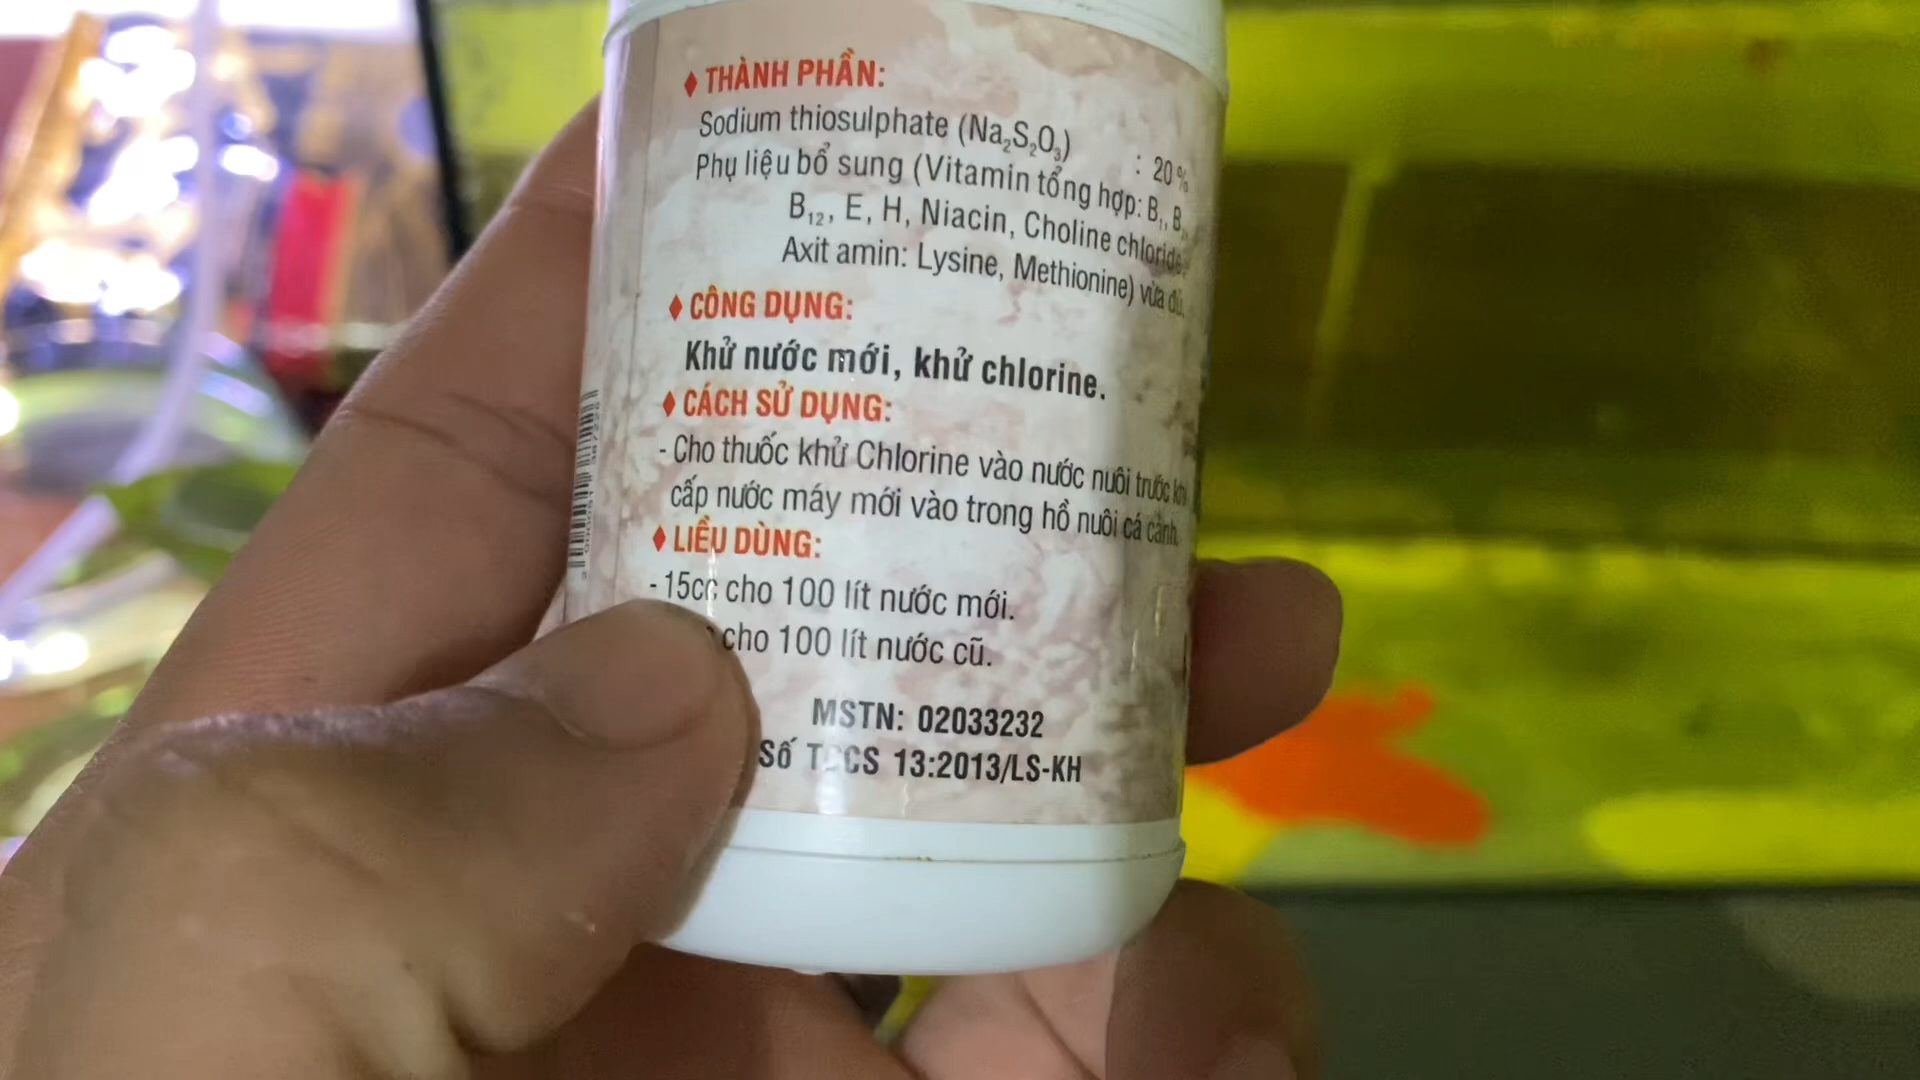 ♦ THÀNH PHẦN:
Sodium thiosulphate (Na₂S₂O₃) : 20%
Phụ liệu bổ sung (Vitamin tổng hợp: B₁, B
B₁₂, E, H, Niacin, Choline chloride,
Axit amin: Lysine, Methionine) vừa đủ.
♦ CÔNG DỤNG:
Khử nước mới, khử chlorine.
♦ CÁCH SỬ DỤNG:
- Cho thuốc khử Chlorine vào nước nuôi trước khi
cấp nước máy mới vào trong hồ nuôi cá cảnh.
♦ LIỀU DÙNG:
- 15cc cho 100 lít nước mới.
cho 100 lít nước cũ.
MSTN: 02033232
Số TCCS 13:2013/LS-KH